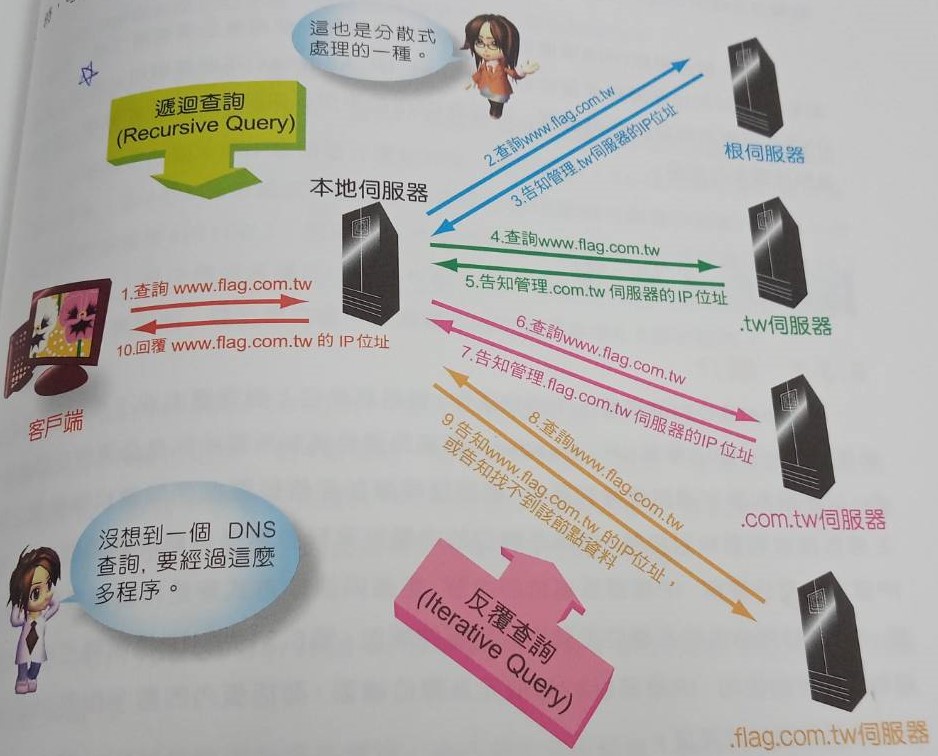 這也是分散式
處理的一種。
遞迴查詢
(Recursive Query)
本地伺服器
根伺服器
2.查詢www.flag.com.tw
3.告知管理.tw伺服器的IP位址
4.查詢www.flag.com.tw
5.告知管理.com.tw 伺服器的IP位址
.tw伺服器
1.查詢 www.flag.com.tw
10.回覆 www.flag.com.tw 的 IP位址
客戶端
6.查詢www.flag.com.tw
7.告知管理.flag.com.tw 伺服器的IP位址
.com.tw伺服器
8.查詢www.flag.com.tw
9.告知www.flag.com.tw 的IP位址，
或告知找不到該節點資料
沒想到一個 DNS
查詢, 要經過這麼
多程序。
反覆查詢
(Iterative Query)
.flag.com.tw伺服器